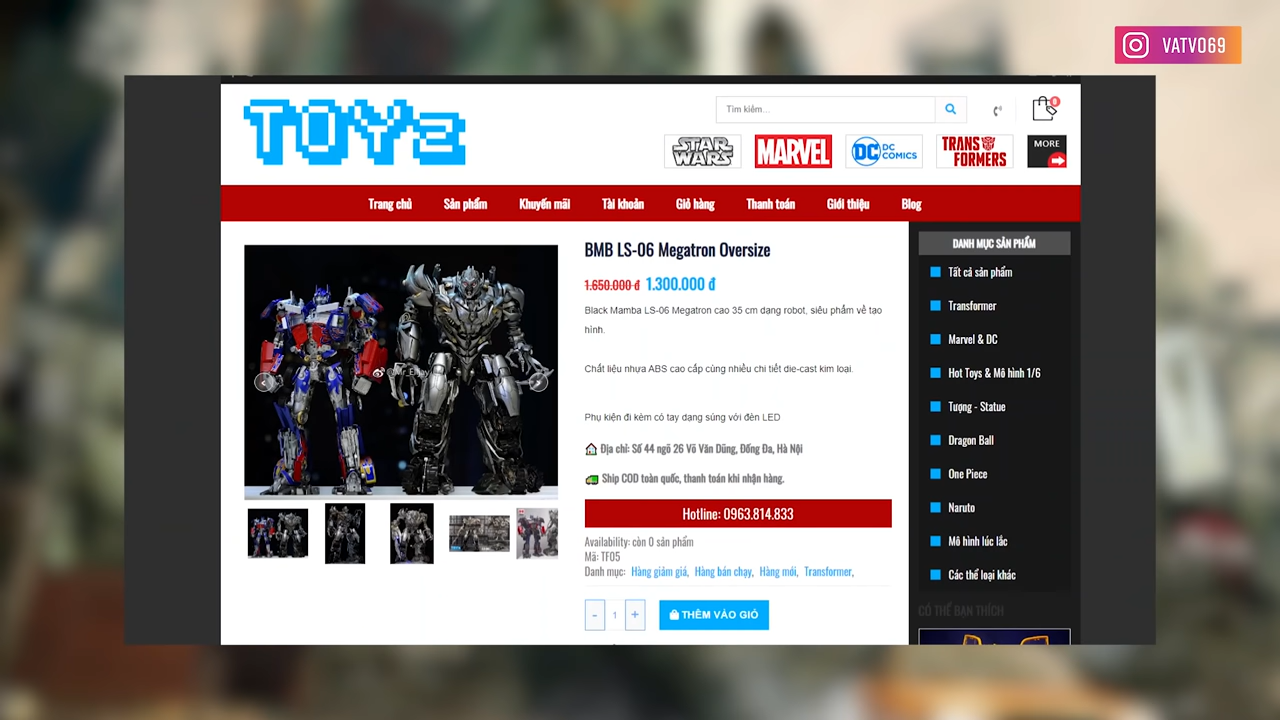 VATVO69
TOYZ
Tìm kiếm...
0
STAR WARS
MARVEL
DC DC COMICS
TRANSFORMERS
MORE
Trang chủ Sản phẩm Khuyến mãi Tài khoản Giỏ hàng Thanh toán Giới thiệu Blog
BMB LS-06 Megatron Oversize
1.650.000 đ 1.300.000 đ
Black Mamba LS-06 Megatron cao 35 cm dạng robot, siêu phẩm về tạo
hình.
Chất liệu nhựa ABS cao cấp cùng nhiều chi tiết die-cast kim loại.
Phụ kiện đi kèm có tay dạng súng với đèn LED
Địa chỉ: Số 44 ngõ 26 Võ Văn Dũng, Đống Đa, Hà Nội
Ship COD toàn quốc, thanh toán khi nhận hàng.
Hotline: 0963.814.833
Availability: còn 0 sản phẩm
Mã: TF05
Danh mục: Hàng giảm giá, Hàng bán chạy, Hàng mới, Transformer,
- 1 +
THÊM VÀO GIỎ
DANH MỤC SẢN PHẨM
Tất cả sản phẩm
Transformer
Marvel & DC
Hot Toys & Mô hình 1/6
Tượng - Statue
Dragon Ball
One Piece
Naruto
Mô hình lúc lắc
Các thể loại khác
CÓ THỂ BẠN THÍCH